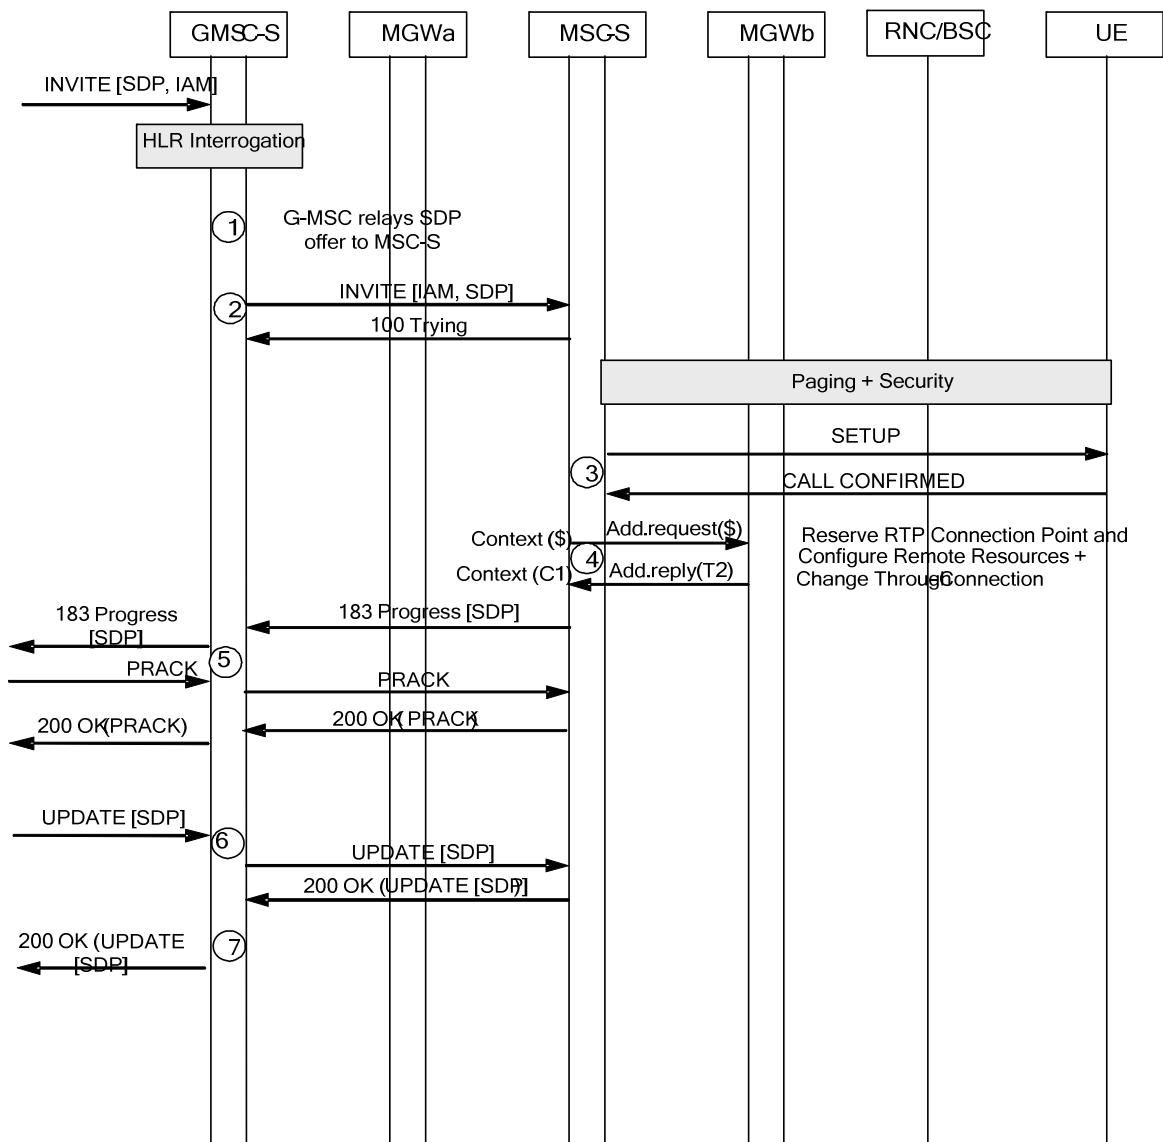 GMSC-S
MGWa
MSC-S
MGWb
RNC/BSC
UE
INVITE [SDP, IAM]
HLR Interrogation
1
G-MSC relays SDP
offer to MSC-S
2
INVITE [IAM, SDP]
100 Trying
Paging + Security
SETUP
3
CALL CONFIRMED
Context ($)
Add.request($)
Reserve RTP Connection Point and
Configure Remote Resources +
Change Through-Connection
4
Context (C1)
Add.reply(T2)
183 Progress
[SDP]
183 Progress [SDP]
5
PRACK
PRACK
200 OK (PRACK)
200 OK (PRACK)
UPDATE [SDP]
6
UPDATE [SDP]
200 OK (UPDATE [SDP])
7
200 OK (UPDATE
[SDP]